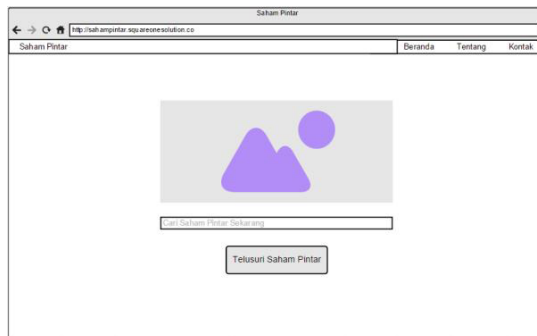 Saham Pintar
http://sahampintar.squareonesolution.co
Saham Pintar Beranda Tentang Kontak
Cari Saham Pintar Sekarang
Telusuri Saham Pintar